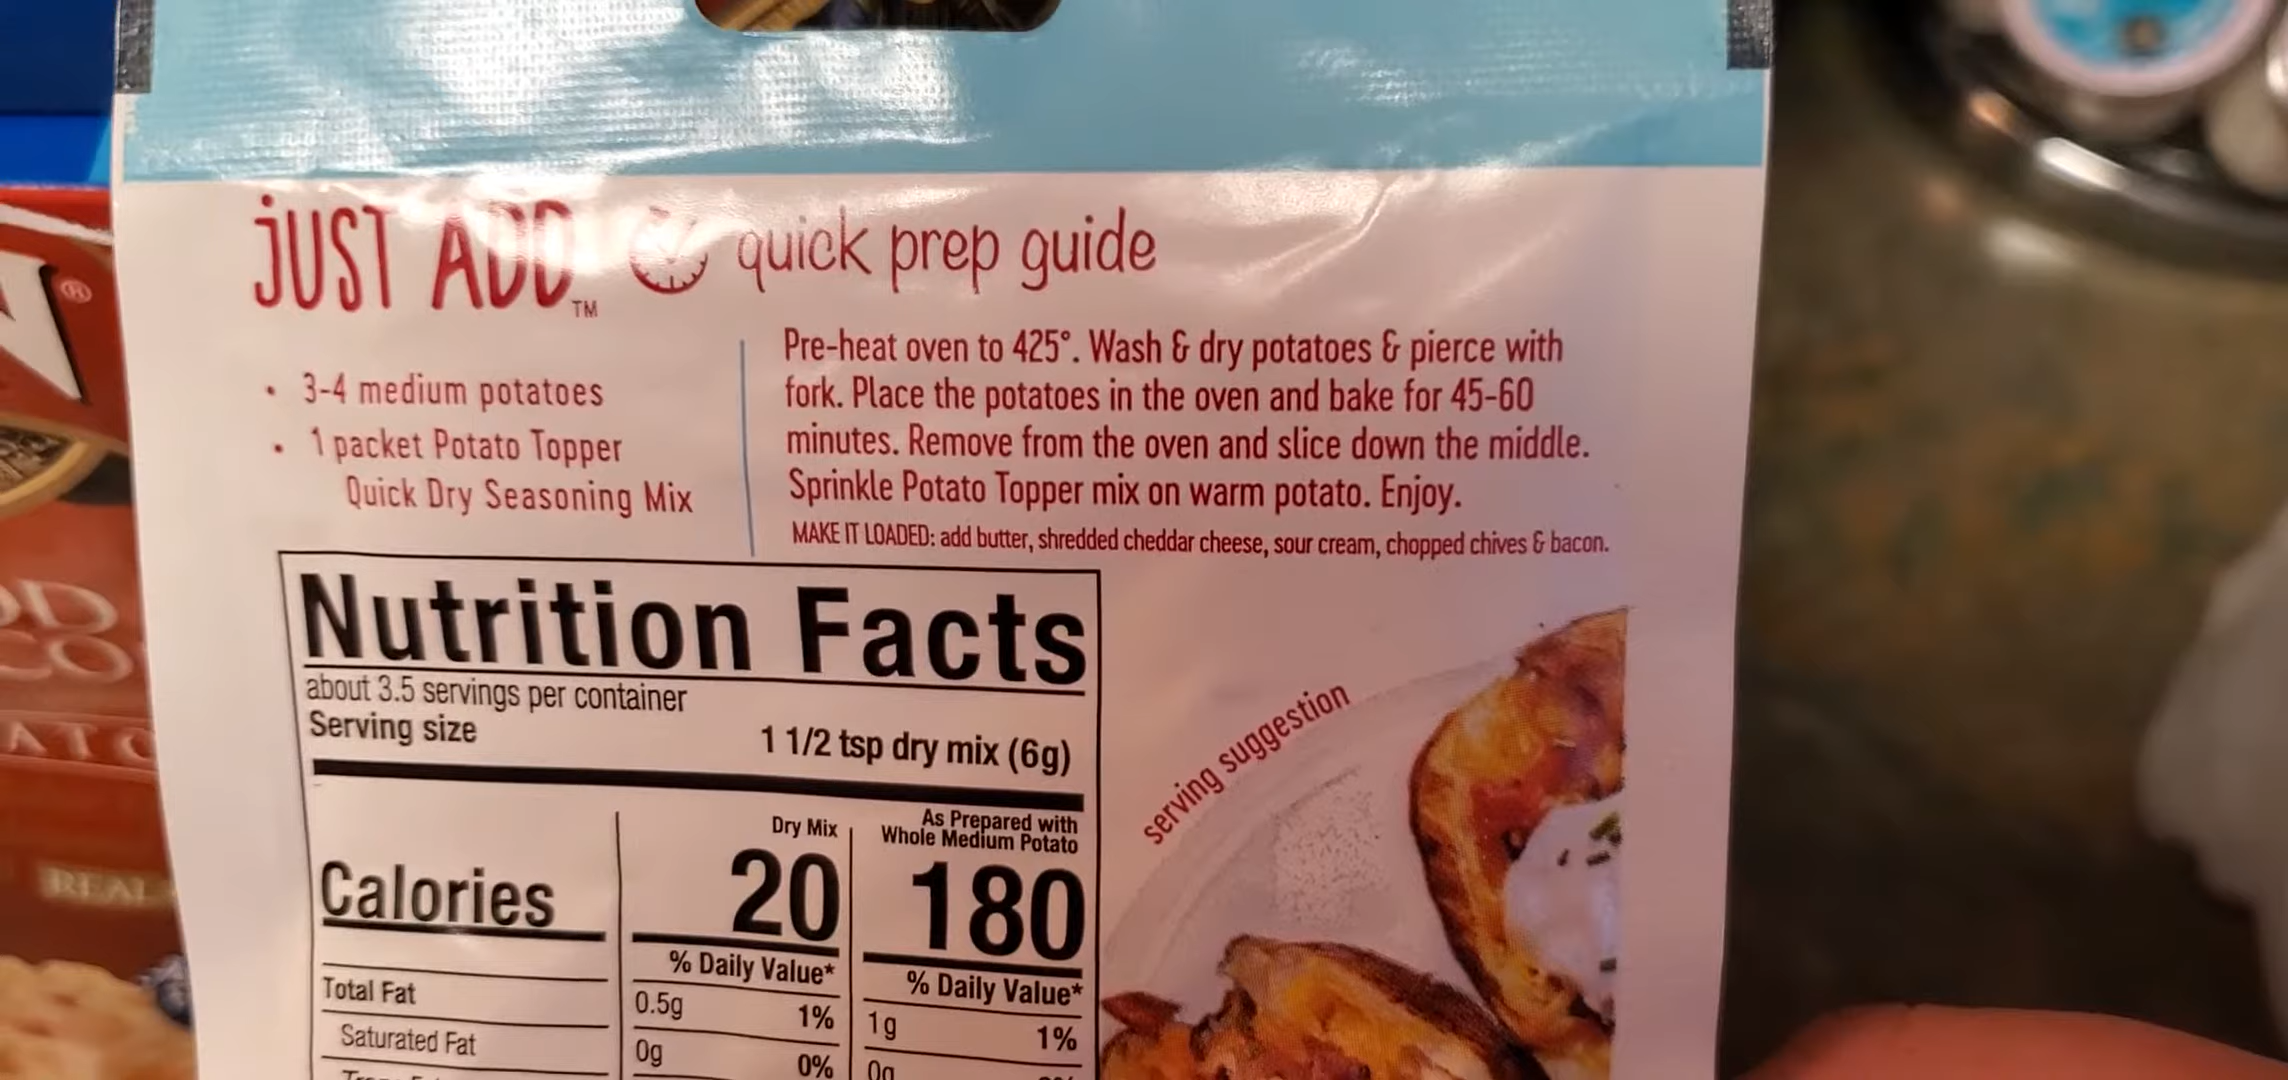 jUST ADD™ quick prep guide
• 3-4 medium potatoes
• 1 packet Potato Topper
Quick Dry Seasoning Mix
Pre-heat oven to 425°. Wash & dry potatoes & pierce with
fork. Place the potatoes in the oven and bake for 45-60
minutes. Remove from the oven and slice down the middle.
Sprinkle Potato Topper mix on warm potato. Enjoy.
MAKE IT LOADED: add butter, shredded cheddar cheese, sour cream, chopped chives & bacon.
Nutrition Facts
about 3.5 servings per container
Serving size 1 1/2 tsp dry mix (6g)
Dry Mix
As Prepared with
Whole Medium Potato
Calories 20 180
% Daily Value* % Daily Value*
Total Fat 0.5g 1% 1g 1%
Saturated Fat 0g 0% 0g
serving suggestion
N®
REAL